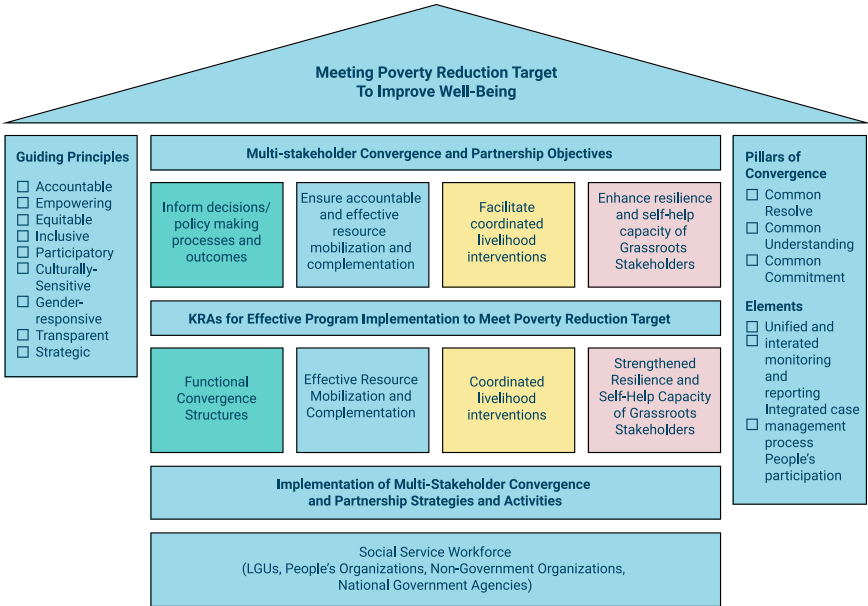 Meeting Poverty Reduction Target
To Improve Well-Being
Guiding Principles
☐ Accountable
☐ Empowering
☐ Equitable
☐ Inclusive
☐ Participatory
☐ Culturally-
Sensitive
☐ Gender-
responsive
☐ Transparent
☐ Strategic
Multi-stakeholder Convergence and Partnership Objectives
Inform decisions/
policy making
processes and
outcomes
Ensure accountable
and effective
resource
mobilization and
complementation
Facilitate
coordinated
livelihood
interventions
Enhance resilience
and self-help
capacity of
Grassroots
Stakeholders
KRAs for Effective Program Implementation to Meet Poverty Reduction Target
Functional
Convergence
Structures
Effective Resource
Mobilization and
Complementation
Coordinated
livelihood
interventions
Strengthened
Resilience and
Self-Help Capacity
of Grassroots
Stakeholders
Implementation of Multi-Stakeholder Convergence
and Partnership Strategies and Activities
Social Service Workforce
(LGUs, People’s Organizations, Non-Government Organizations,
National Government Agencies)
Pillars of
Convergence
☐ Common
Resolve
☐ Common
Understanding
☐ Common
Commitment
Elements
☐ Unified and
☐ interated
monitoring
and
reporting
Integrated case
☐ management
process
People’s
participation